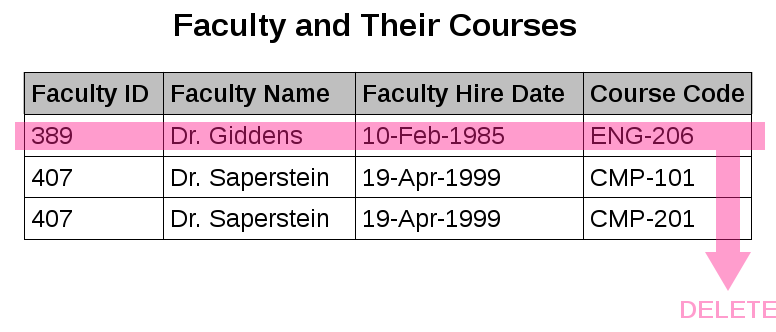 Faculty and Their Courses
Faculty ID Faculty Name Faculty Hire Date Course Code
389 Dr. Giddens 10-Feb-1985 ENG-206
407 Dr. Saperstein 19-Apr-1999 CMP-101
407 Dr. Saperstein 19-Apr-1999 CMP-201
DELETE